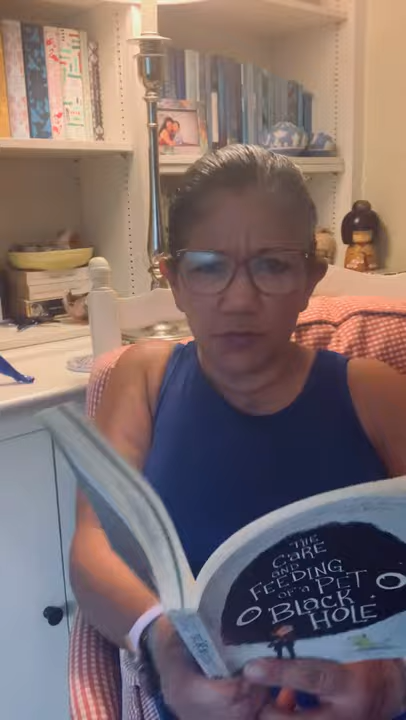 THE
CARE
AND
FEEDING
OF A PET
BLACK
HOLE